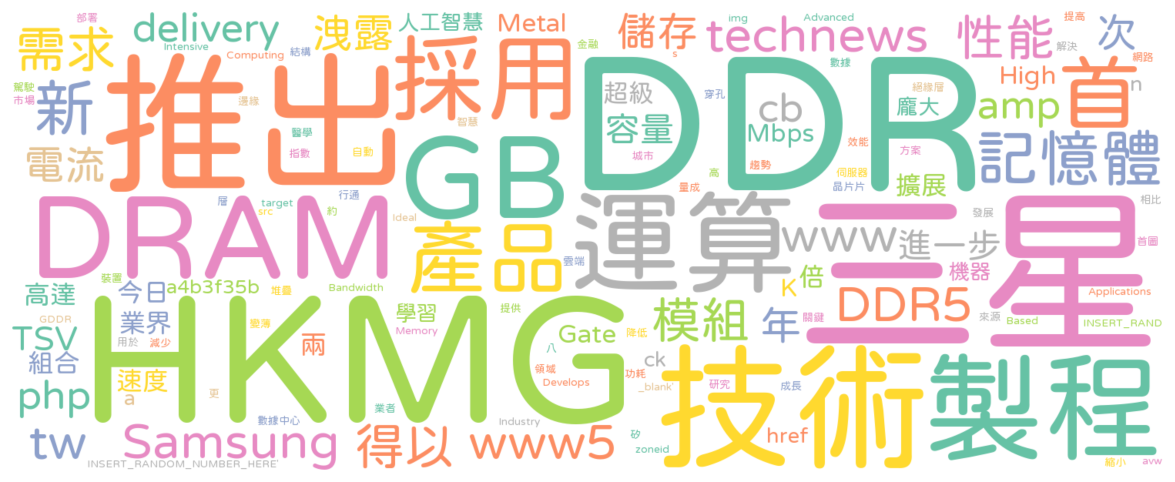 部署
需求
delivery
Intensive
Computing
結構
洩露
人工智慧
Metal
金融
儲存
s
img
Advanced
technews
數據
性能
提高
解決
次
網路
駕駛
市場
新
邊緣
推出
採用
智慧
DDR
超級
穿孔
cb
Mbps
容量
城市
趨勢
效能
方案
絕緣層
龐大
High
amp
首
n
電流
醫學
指數
自動
GB
量成
高
伺服器
晶片片
擴展
記憶體
DRAM
層
target
src
約
行通
Ideal
產品
雲端
運算
www
進一步
發展
三星
相比
首圖
高達
裝置
今日
a4b3f35b
堆疊
Bandwidth
倍
K
機器
Applications
GDDR
TSV
業界
用於
減少
HKMG
學習
Memory
提供
Gate
降低
模組
年
關鍵
DDR5
來源
Based
INSERT_RAND
組合
速度
a
更
兩
八
領域
Develops
功耗
ck
_blank'
研究
技術
成長
製程
php
數據中心
業者
Industry
tw
Samsung
得以
www5
矽
zoneid
href
INSERT_RANDOM_NUMBER_HERE'
縮小
avw